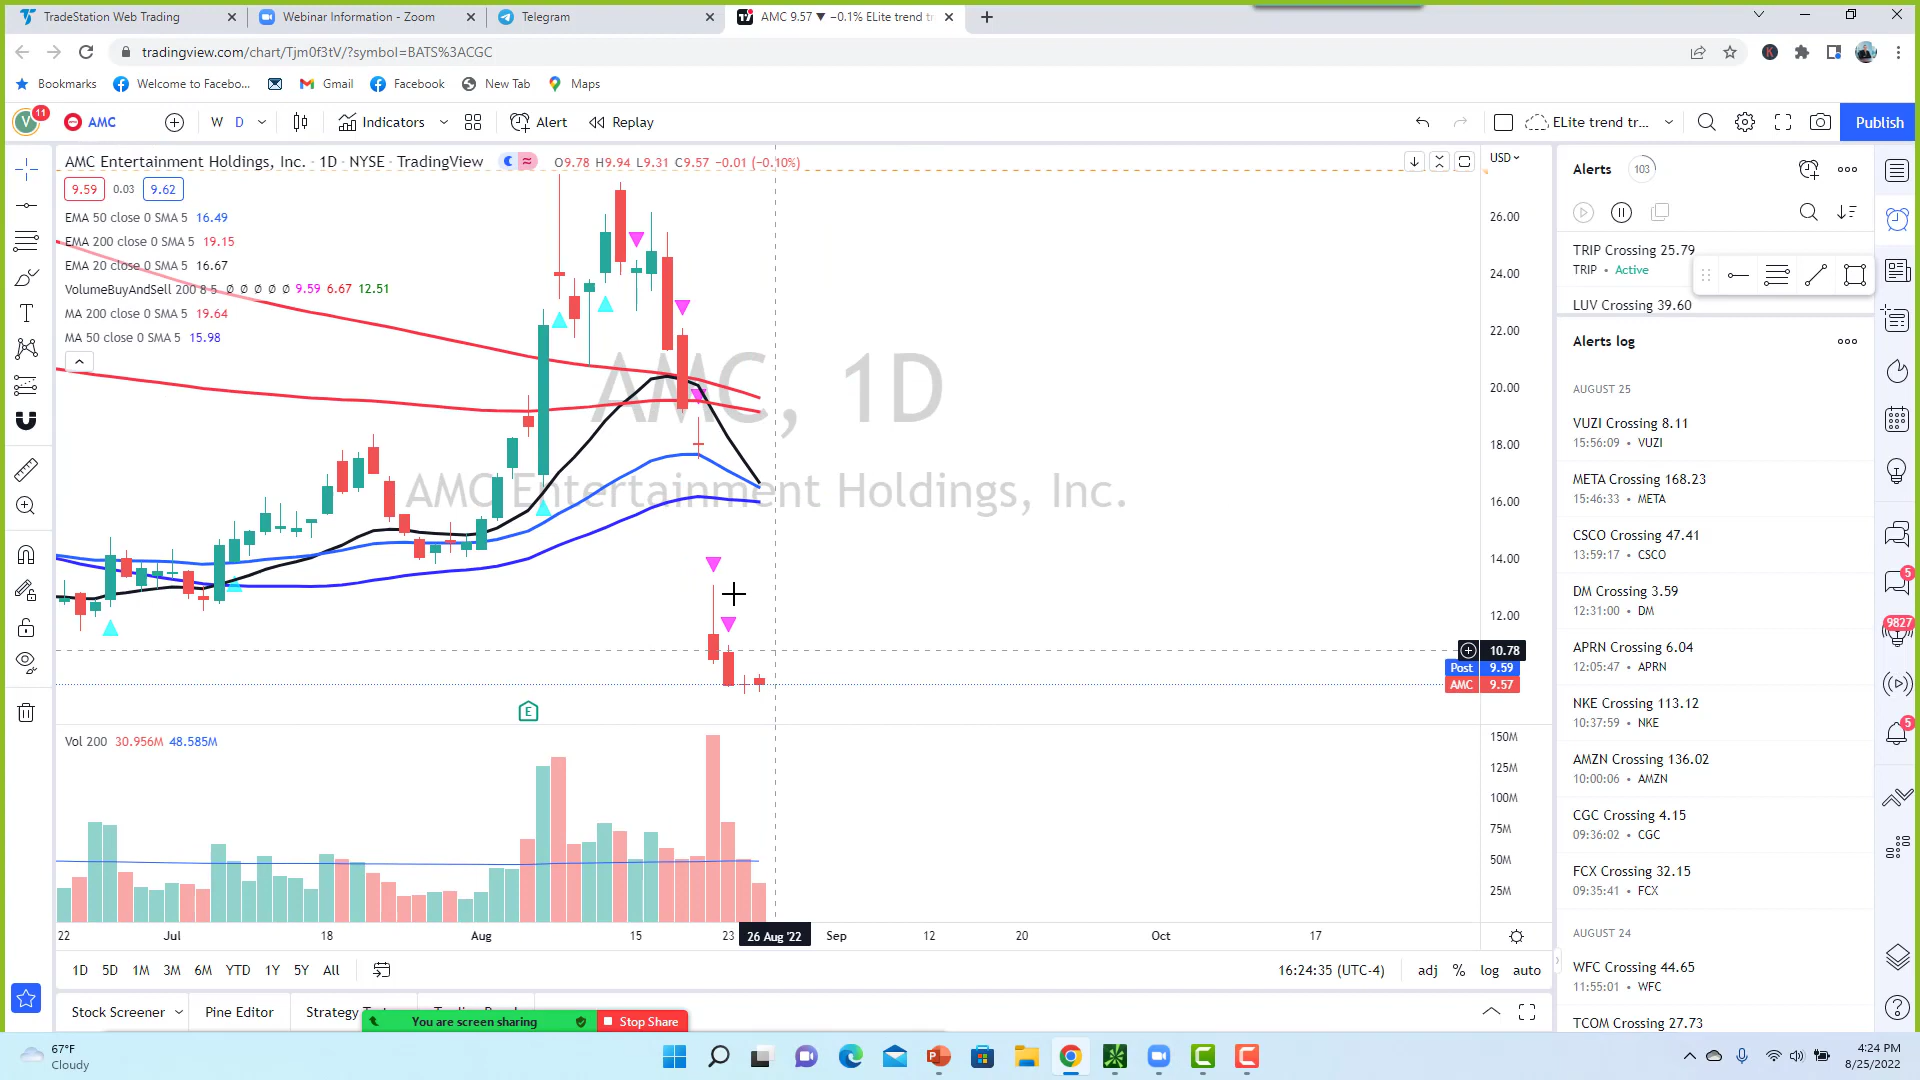 TradeStation Web Trading
Webinar Information - Zoom
Telegram
AMC 9.57 ▼ −0.1% ELite trend tr
tradingview.com/chart/Tjm0f3tV/?symbol=BATS%3ACGC
Bookmarks
Welcome to Facebo...
Gmail
Facebook
New Tab
Maps
V
11
AMC
W
D
Indicators
Alert
Replay
ELite trend tr...
Publish
AMC Entertainment Holdings, Inc. · 1D · NYSE · TradingView
O9.78 H9.94 L9.31 C9.57 −0.01 (−0.10%)
USD
9.59
0.03
9.62
EMA 50 close 0 SMA 5 16.49
EMA 200 close 0 SMA 5 19.15
EMA 20 close 0 SMA 5 16.67
VolumeBuyAndSell 200 8 5 ∅ ∅ ∅ ∅ ∅ 9.59 6.67 12.51
MA 200 close 0 SMA 5 19.64
MA 50 close 0 SMA 5 15.98
AMC, 1D
AMC Entertainment Holdings, Inc.
26.00
24.00
22.00
20.00
18.00
16.00
14.00
12.00
10.78
Post 9.59
AMC 9.57
E
Vol 200 30.956M 48.585M
150M
125M
100M
75M
50M
25M
22
Jul
18
Aug
15
23
26 Aug '22
Sep
12
20
Oct
17
1D
5D
1M
3M
6M
YTD
1Y
5Y
All
16:24:35 (UTC-4)
adj
%
log
auto
Stock Screener
Pine Editor
Strategy
You are screen sharing
Stop Share
Alerts
103
TRIP Crossing 25.79
TRIP • Active
LUV Crossing 39.60
Alerts log
AUGUST 25
VUZI Crossing 8.11
15:56:09 • VUZI
META Crossing 168.23
15:46:33 • META
CSCO Crossing 47.41
13:59:17 • CSCO
DM Crossing 3.59
12:31:00 • DM
APRN Crossing 6.04
12:05:47 • APRN
NKE Crossing 113.12
10:37:59 • NKE
AMZN Crossing 136.02
10:00:06 • AMZN
CGC Crossing 4.15
09:36:02 • CGC
FCX Crossing 32.15
09:35:41 • FCX
AUGUST 24
WFC Crossing 44.65
11:55:01 • WFC
TCOM Crossing 27.73
5
9827
5
67°F
Cloudy
4:24 PM
8/25/2022